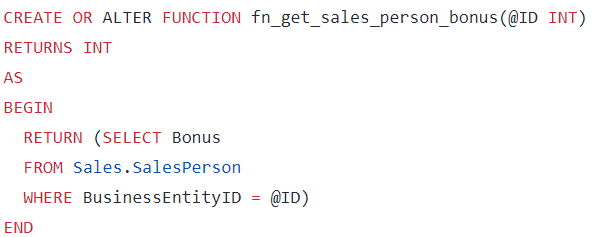 CREATE OR ALTER FUNCTION fn_get_sales_person_bonus(@ID INT)
RETURNS INT
AS
BEGIN
  RETURN (SELECT Bonus
  FROM Sales.SalesPerson
  WHERE BusinessEntityID = @ID)
END